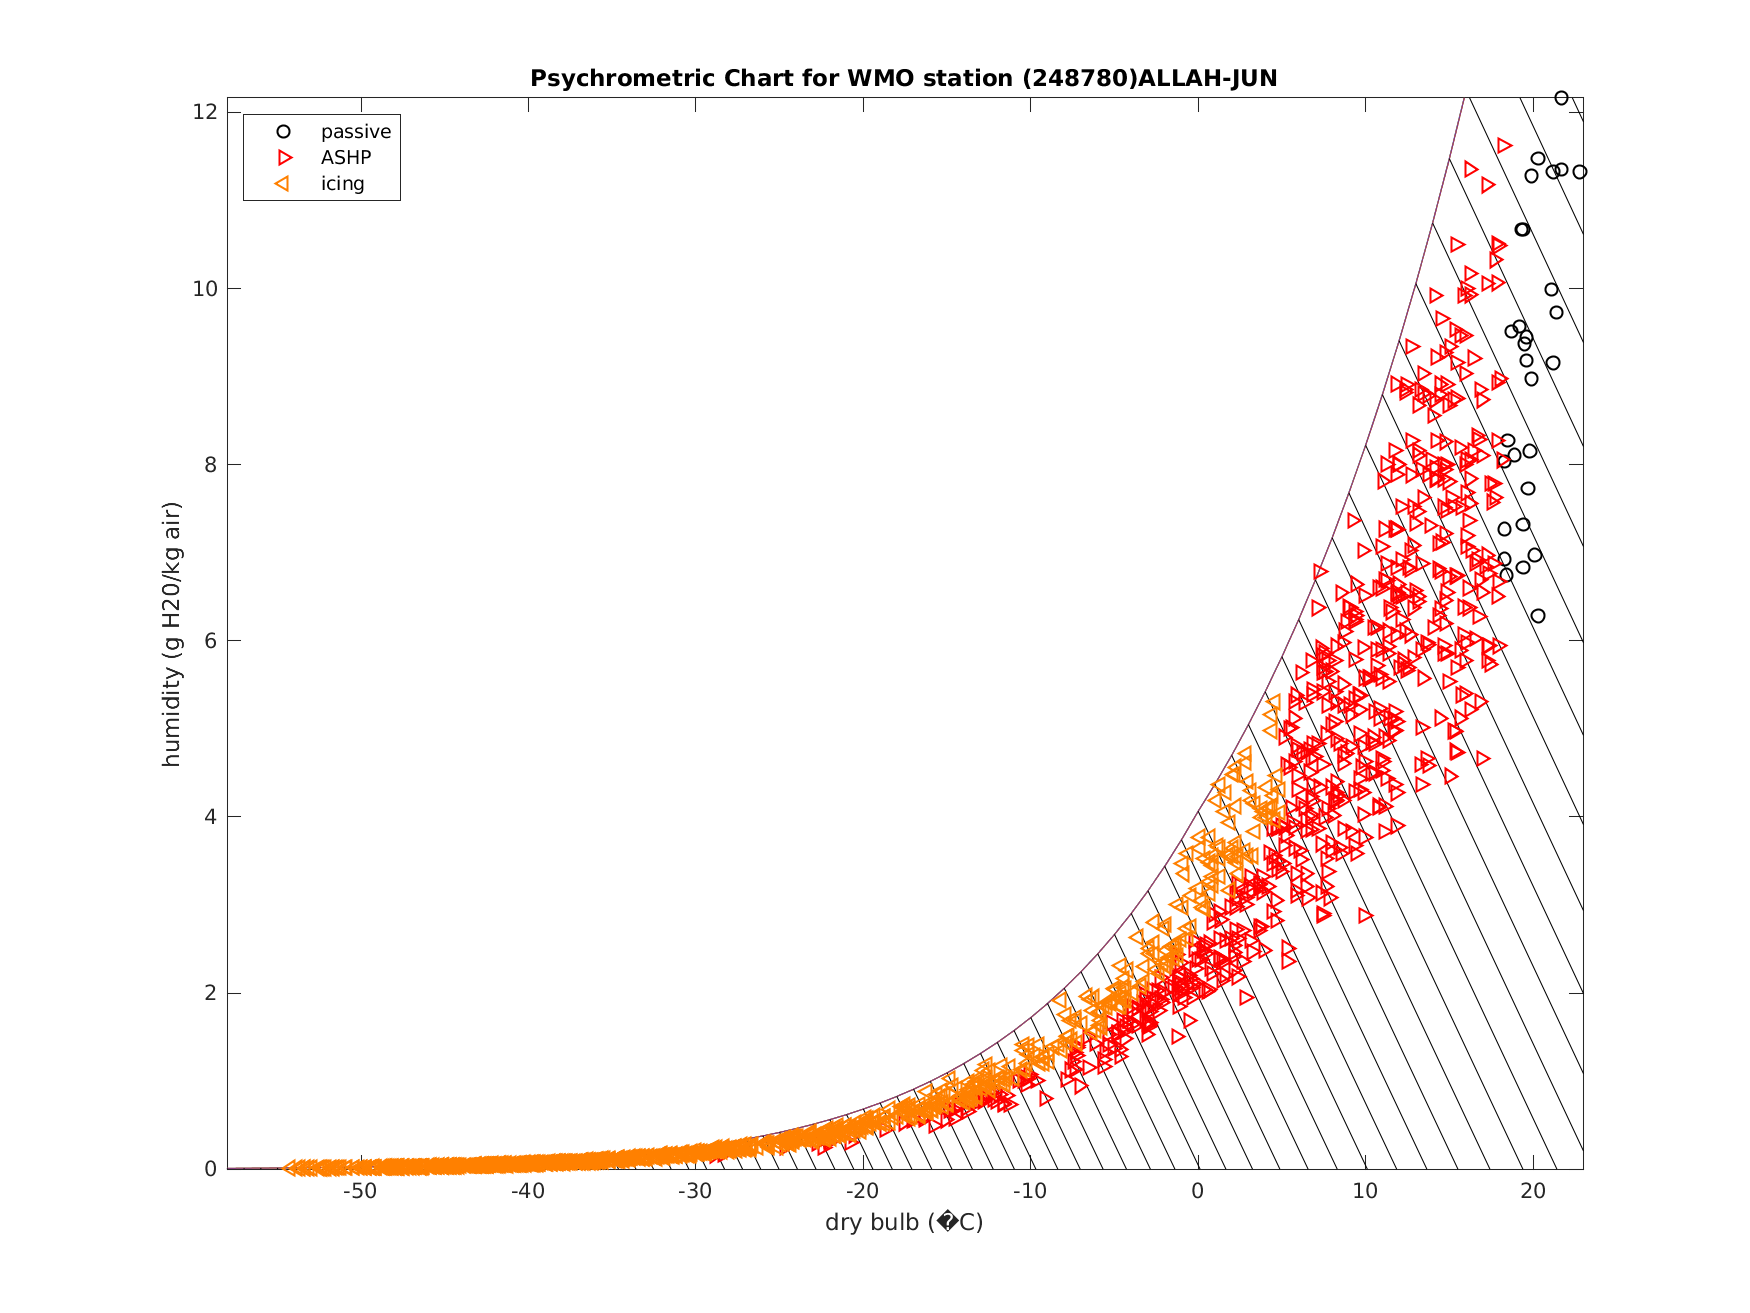 Psychrometric Chart for WMO station (248780)ALLAH-JUN
passive
ASHP
icing
12
10
8
6
4
2
0
humidity (g H20/kg air)
-50 -40 -30 -20 -10 0 10 20
dry bulb (�C)